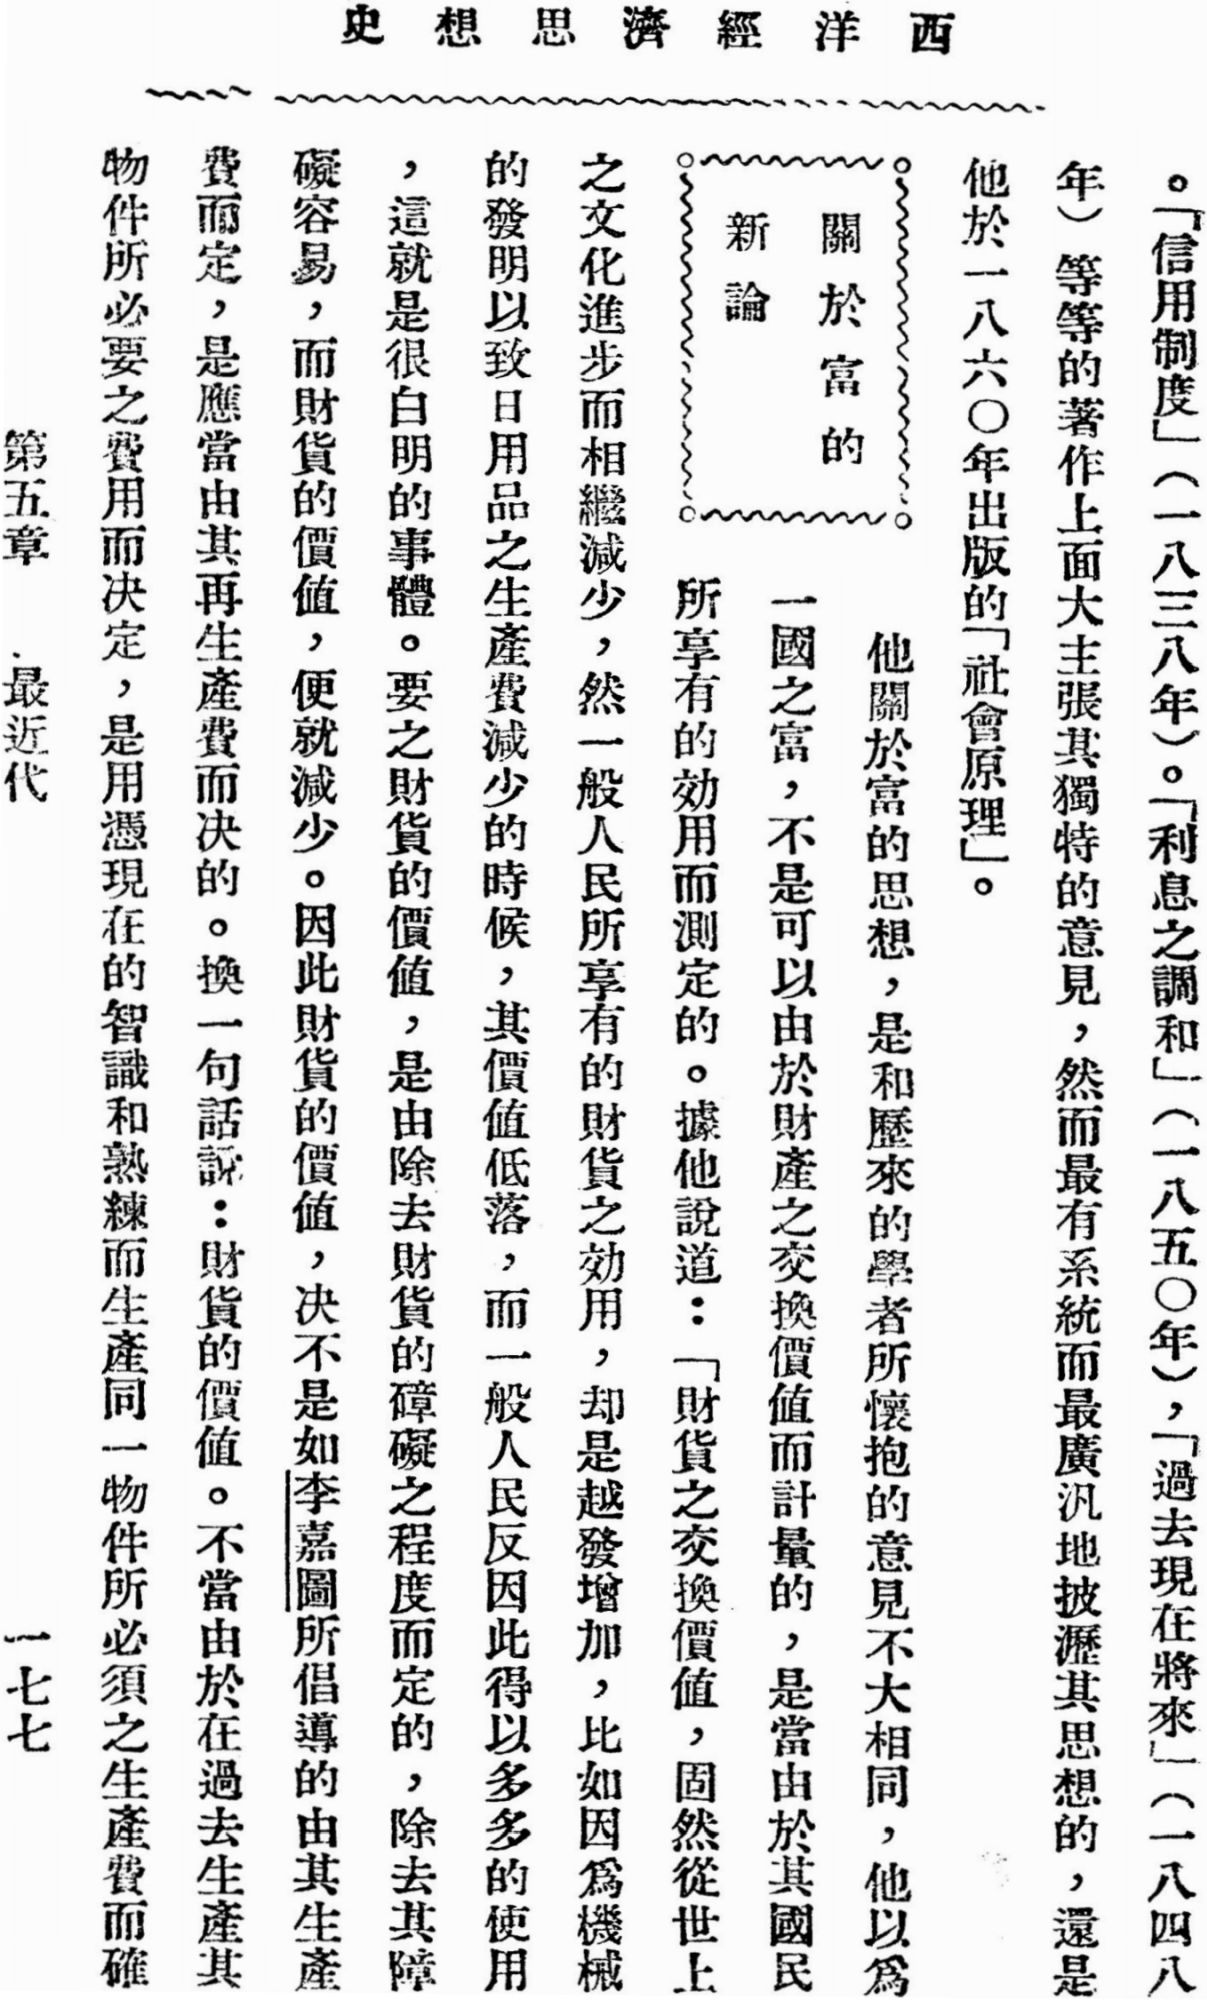 西洋經濟思想史
。「信用制度」(一八三八年)。「利息之調和」(一八五〇年),「過去現在將來」(一八四八
年)等等的著作上面大主張其獨特的意見,然而最有系統而最廣汎地披瀝其思想的,還是
他於一八六〇年出版的「社會原理」。
關於富的
新論
他關於富的思想,是和歷來的學者所懷抱的意見不大相同,他以爲
一國之富,不是可以由於財產之交換價值而計量的,是當由於其國民
所享有的効用而測定的。據他說道:「財貨之交換價值,固然從世上
之文化進步而相繼減少,然一般人民所享有的財貨之効用,却是越發增加,比如因爲機械
的發明以致日用品之生產費減少的時候,其價值低落,而一般人民反因此得以多多的使用
,這就是很白明的事體。要之財貨的價值,是由除去財貨的障礙之程度而定的,除去其障
礙容易,而財貨的價值,便就減少。因此財貨的價值,决不是如李嘉圖所倡導的由其生產
費而定,是應當由其再生產費而决的。換一句話說:財貨的價值。不當由於在過去生產其
物件所必要之費用而决定,是用憑現在的智識和熟練而生產同一物件所必須之生產費而確
第五章 最近代
一七七